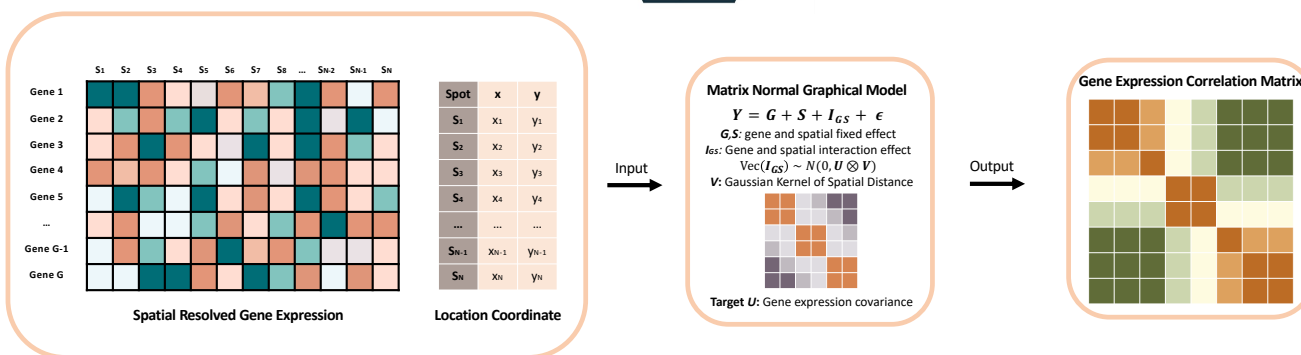 S1 S2 S3 S4 S5 S6 S7 S8 ... SN-2 SN-1 SN
Gene 1
Gene 2
Gene 3
Gene 4
Gene 5
...
Gene G-1
Gene G
Spatial Resolved Gene Expression
Spot x y
S1 x1 y1
S2 x2 y2
S3 x3 y3
S4 x4 y4
... ... ...
SN-1 xN-1 yN-1
SN xN yN
Location Coordinate
Input
Matrix Normal Graphical Model
Y = G + S + IGS + ϵ
G,S: gene and spatial fixed effect
IGS: Gene and spatial interaction effect
Vec(IGS) ~ N(0, U ⊗ V)
V: Gaussian Kernel of Spatial Distance
Target U: Gene expression covariance
Output
Gene Expression Correlation Matrix